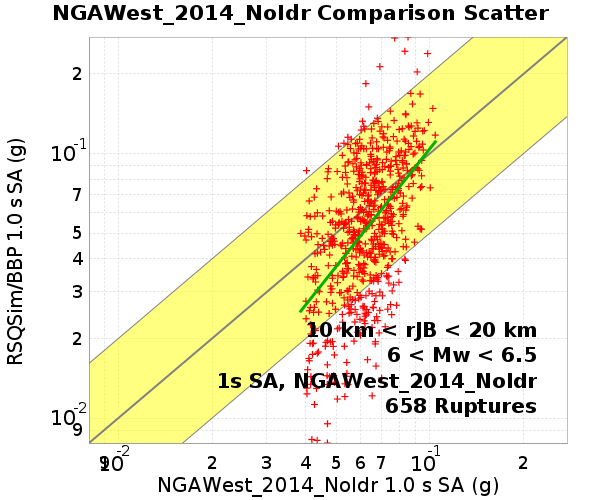 NGAWest_2014_NoIdr Comparison Scatter
RSQSim/BBP 1.0 s SA (g)
2
10-1
7
5
4
3
2
10-2
9
10 km < rJB < 20 km
6 < Mw < 6.5
1s SA, NGAWest_2014_NoIdr
658 Ruptures
9 10-2 2 3 4 5 6 7 10-1 2
NGAWest_2014_NoIdr 1.0 s SA (g)